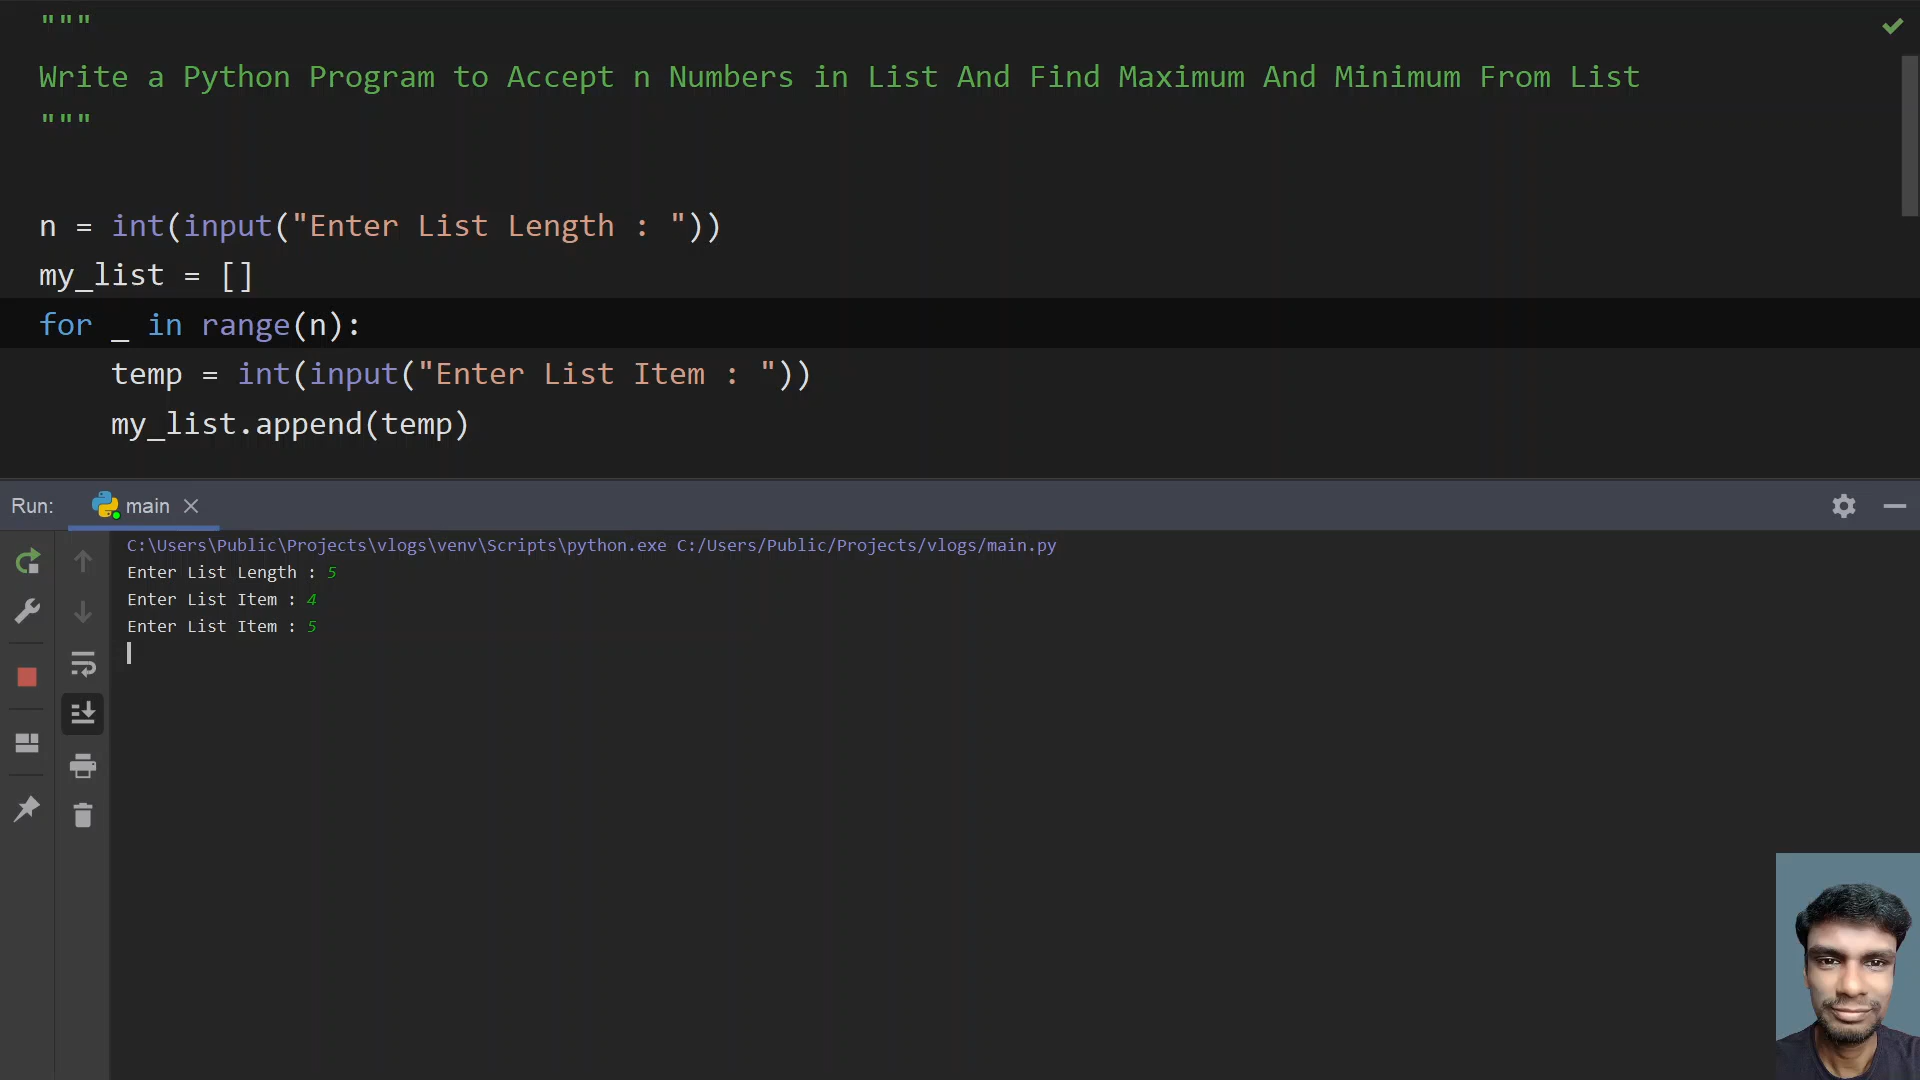 """
Write a Python Program to Accept n Numbers in List And Find Maximum And Minimum From List
"""
n = int(input("Enter List Length : "))
my_list = []
for _ in range(n):
    temp = int(input("Enter List Item : "))
    my_list.append(temp)
Run: main
C:\Users\Public\Projects\vlogs\venv\Scripts\python.exe C:/Users/Public/Projects/vlogs/main.py
Enter List Length : 5
Enter List Item : 4
Enter List Item : 5